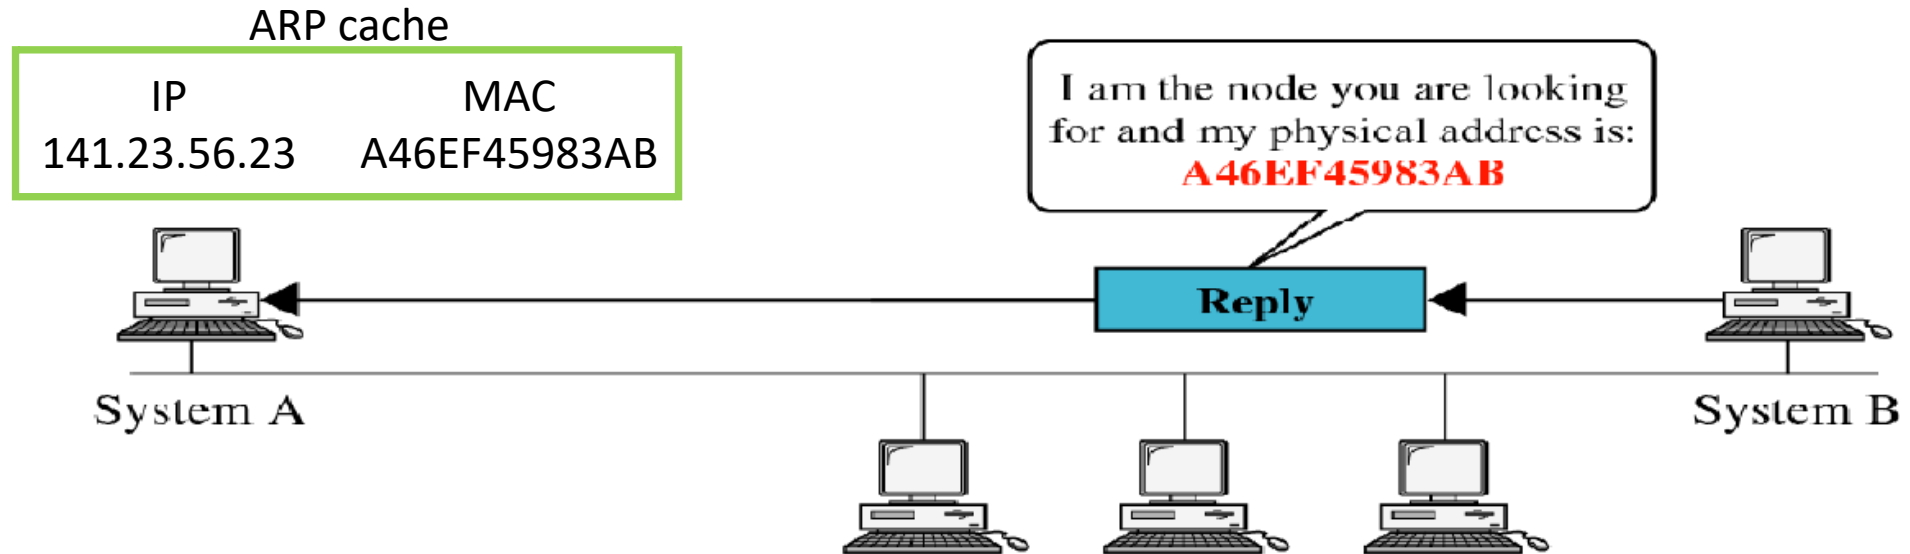 ARP cache
IP MAC
141.23.56.23 A46EF45983AB
I am the node you are looking
for and my physical address is:
A46EF45983AB
Reply
System A
System B